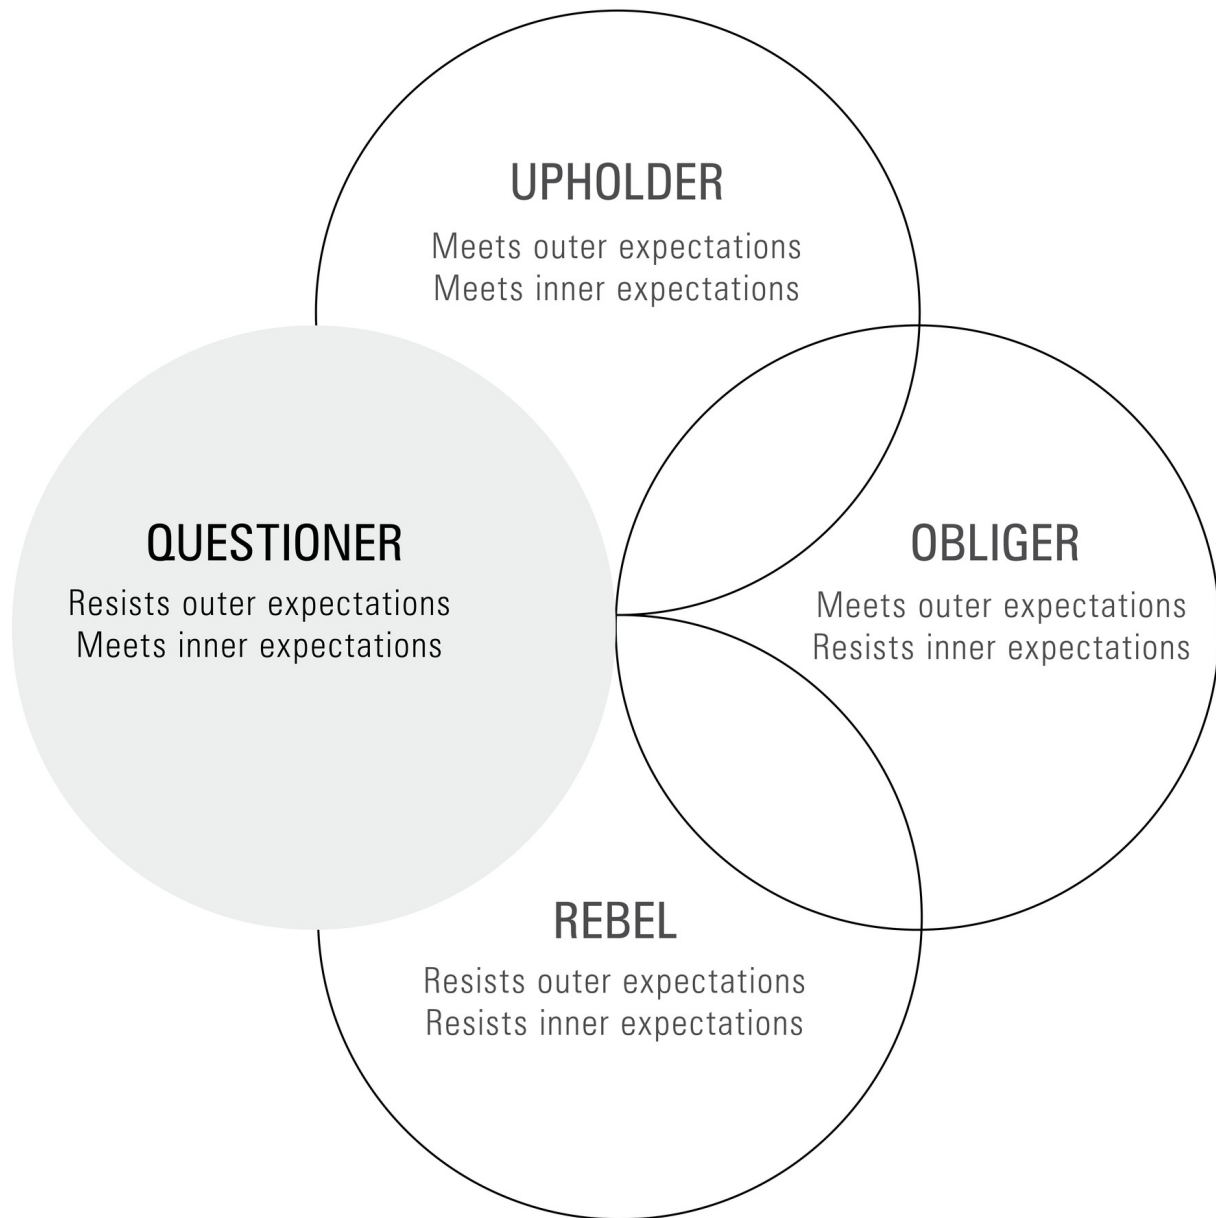 UPHOLDER
Meets outer expectations
Meets inner expectations
QUESTIONER
Resists outer expectations
Meets inner expectations
OBLIGER
Meets outer expectations
Resists inner expectations
REBEL
Resists outer expectations
Resists inner expectations